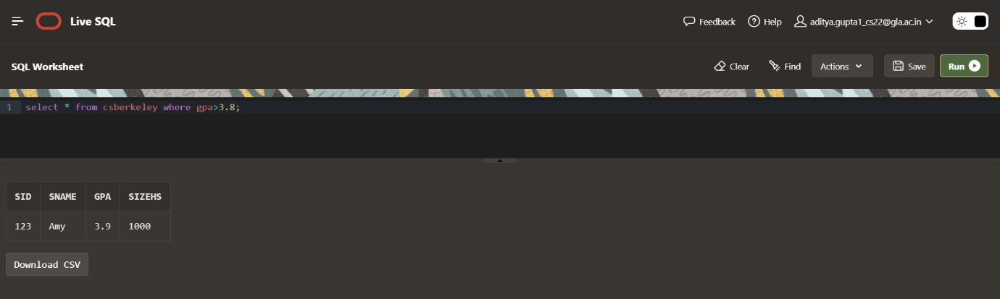 Live SQL
Feedback Help aditya.gupta1_cs22@gla.ac.in
SQL Worksheet
Clear Find Actions Save Run
1 select * from csberkeley where gpa>3.8;
SID SNAME GPA SIZEHS
123 Amy 3.9 1000
Download CSV